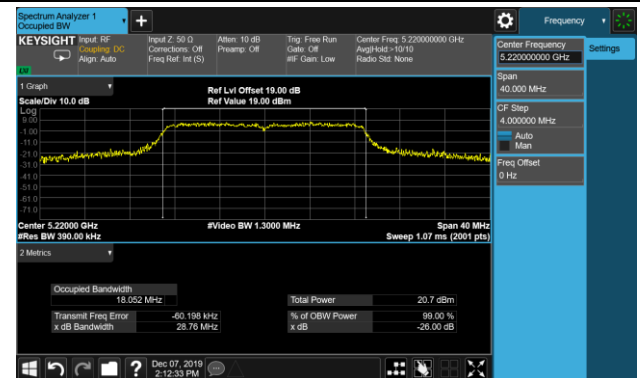 Spectrum Analyzer 1
Occupied BW
Frequency
KEYSIGHT
Input: RF
Coupling: DC
Align: Auto
Input Z: 50 Ω
Corrections: Off
Freq Ref: Int (S)
Atten: 10 dB
Preamp: Off
Trig: Free Run
Gate: Off
#IF Gain: Low
Center Freq: 5.220000000 GHz
Avg|Hold:>10/10
Radio Std: None
Center Frequency
5.220000000 GHz
Settings
Span
40.000 MHz
CF Step
4.000000 MHz
Auto
Man
Freq Offset
0 Hz
1 Graph
Scale/Div 10.0 dB
Ref Lvl Offset 19.00 dB
Ref Value 19.00 dBm
Log
9.00
-1.00
-11.0
-21.0
-31.0
-41.0
-51.0
-61.0
-71.0
Center 5.22000 GHz
#Res BW 390.00 kHz
#Video BW 1.3000 MHz
Span 40 MHz
Sweep 1.07 ms (2001 pts)
2 Metrics
Occupied Bandwidth
18.052 MHz
Total Power 20.7 dBm
Transmit Freq Error -60.198 kHz % of OBW Power 99.00 %
x dB Bandwidth 28.76 MHz x dB -26.00 dB
?
Dec 07, 2019
2:12:33 PM